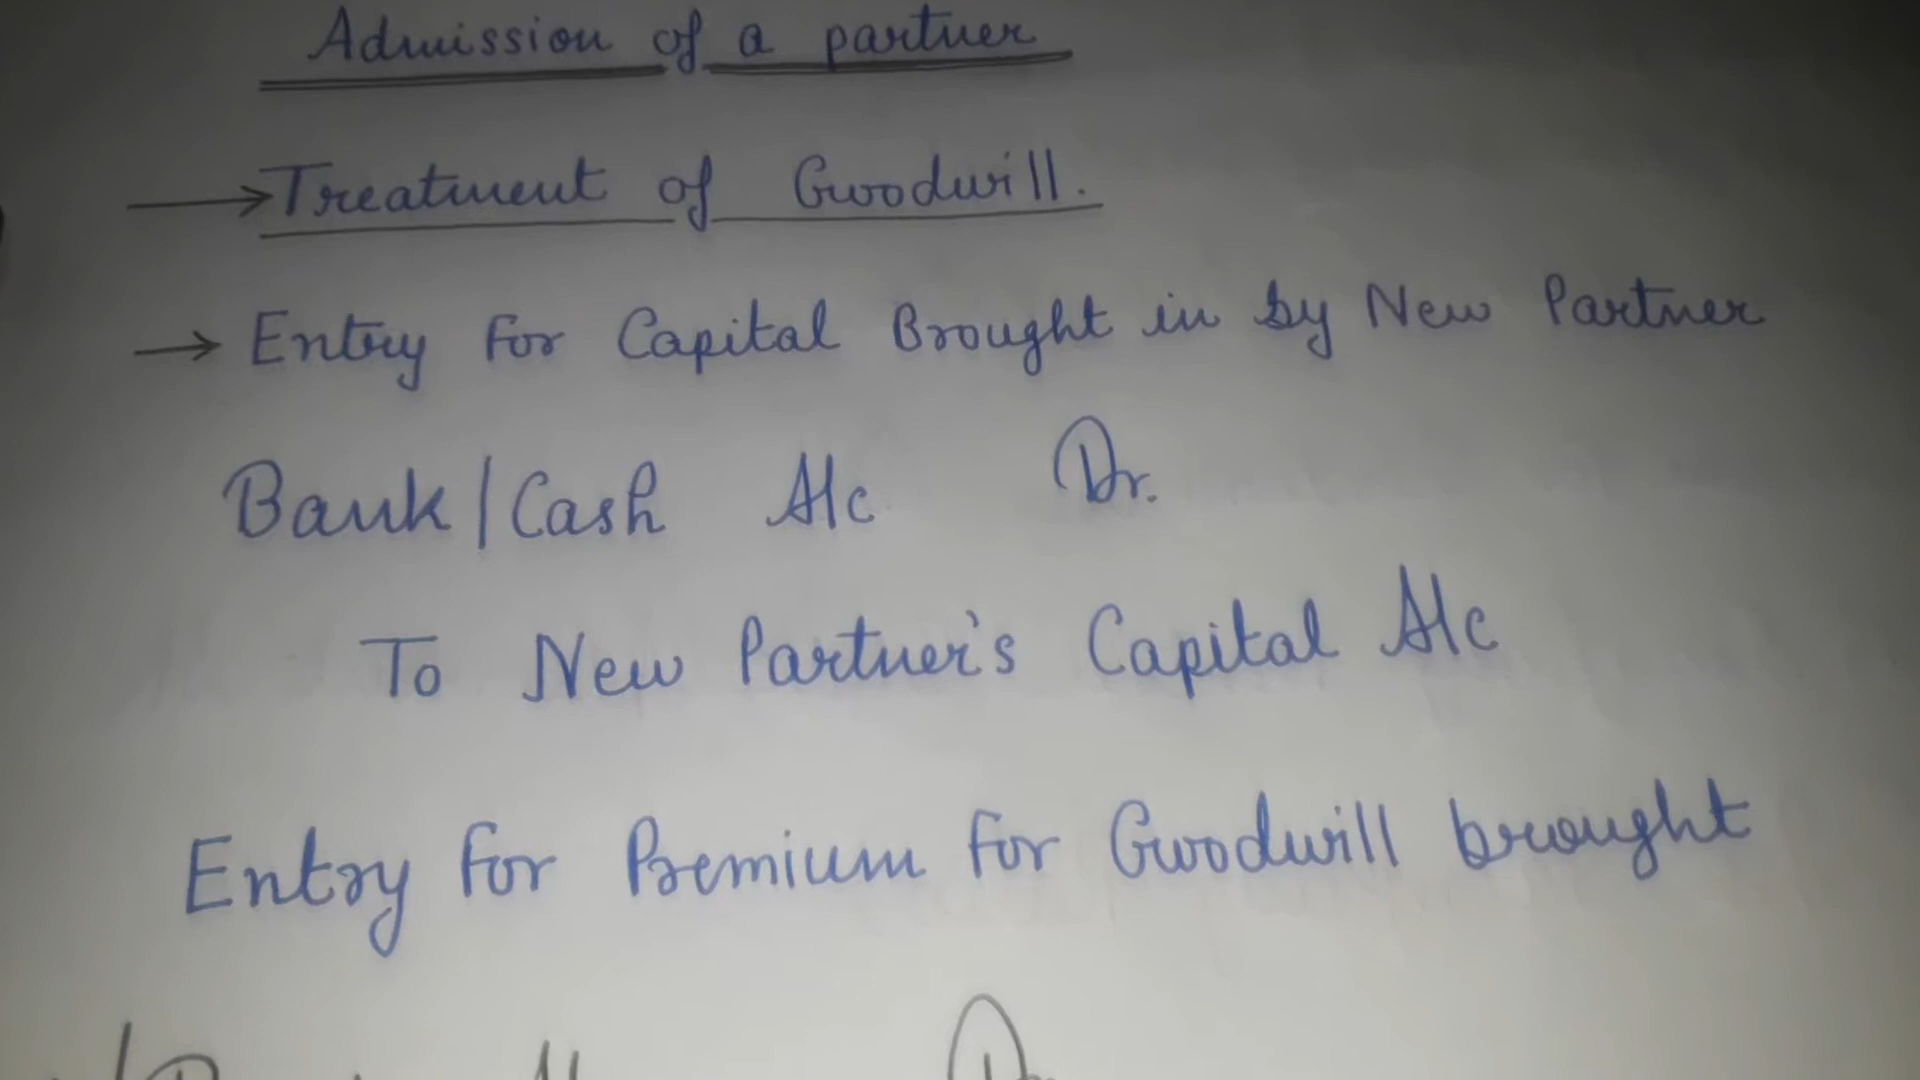 Admission of a partner
→ Treatment of Goodwill.
→ Entry for Capital Brought in by New Partner
Bank/Cash A/c Dr.
To New Partner's Capital A/c
Entry for Premium for Goodwill brought
Dr.